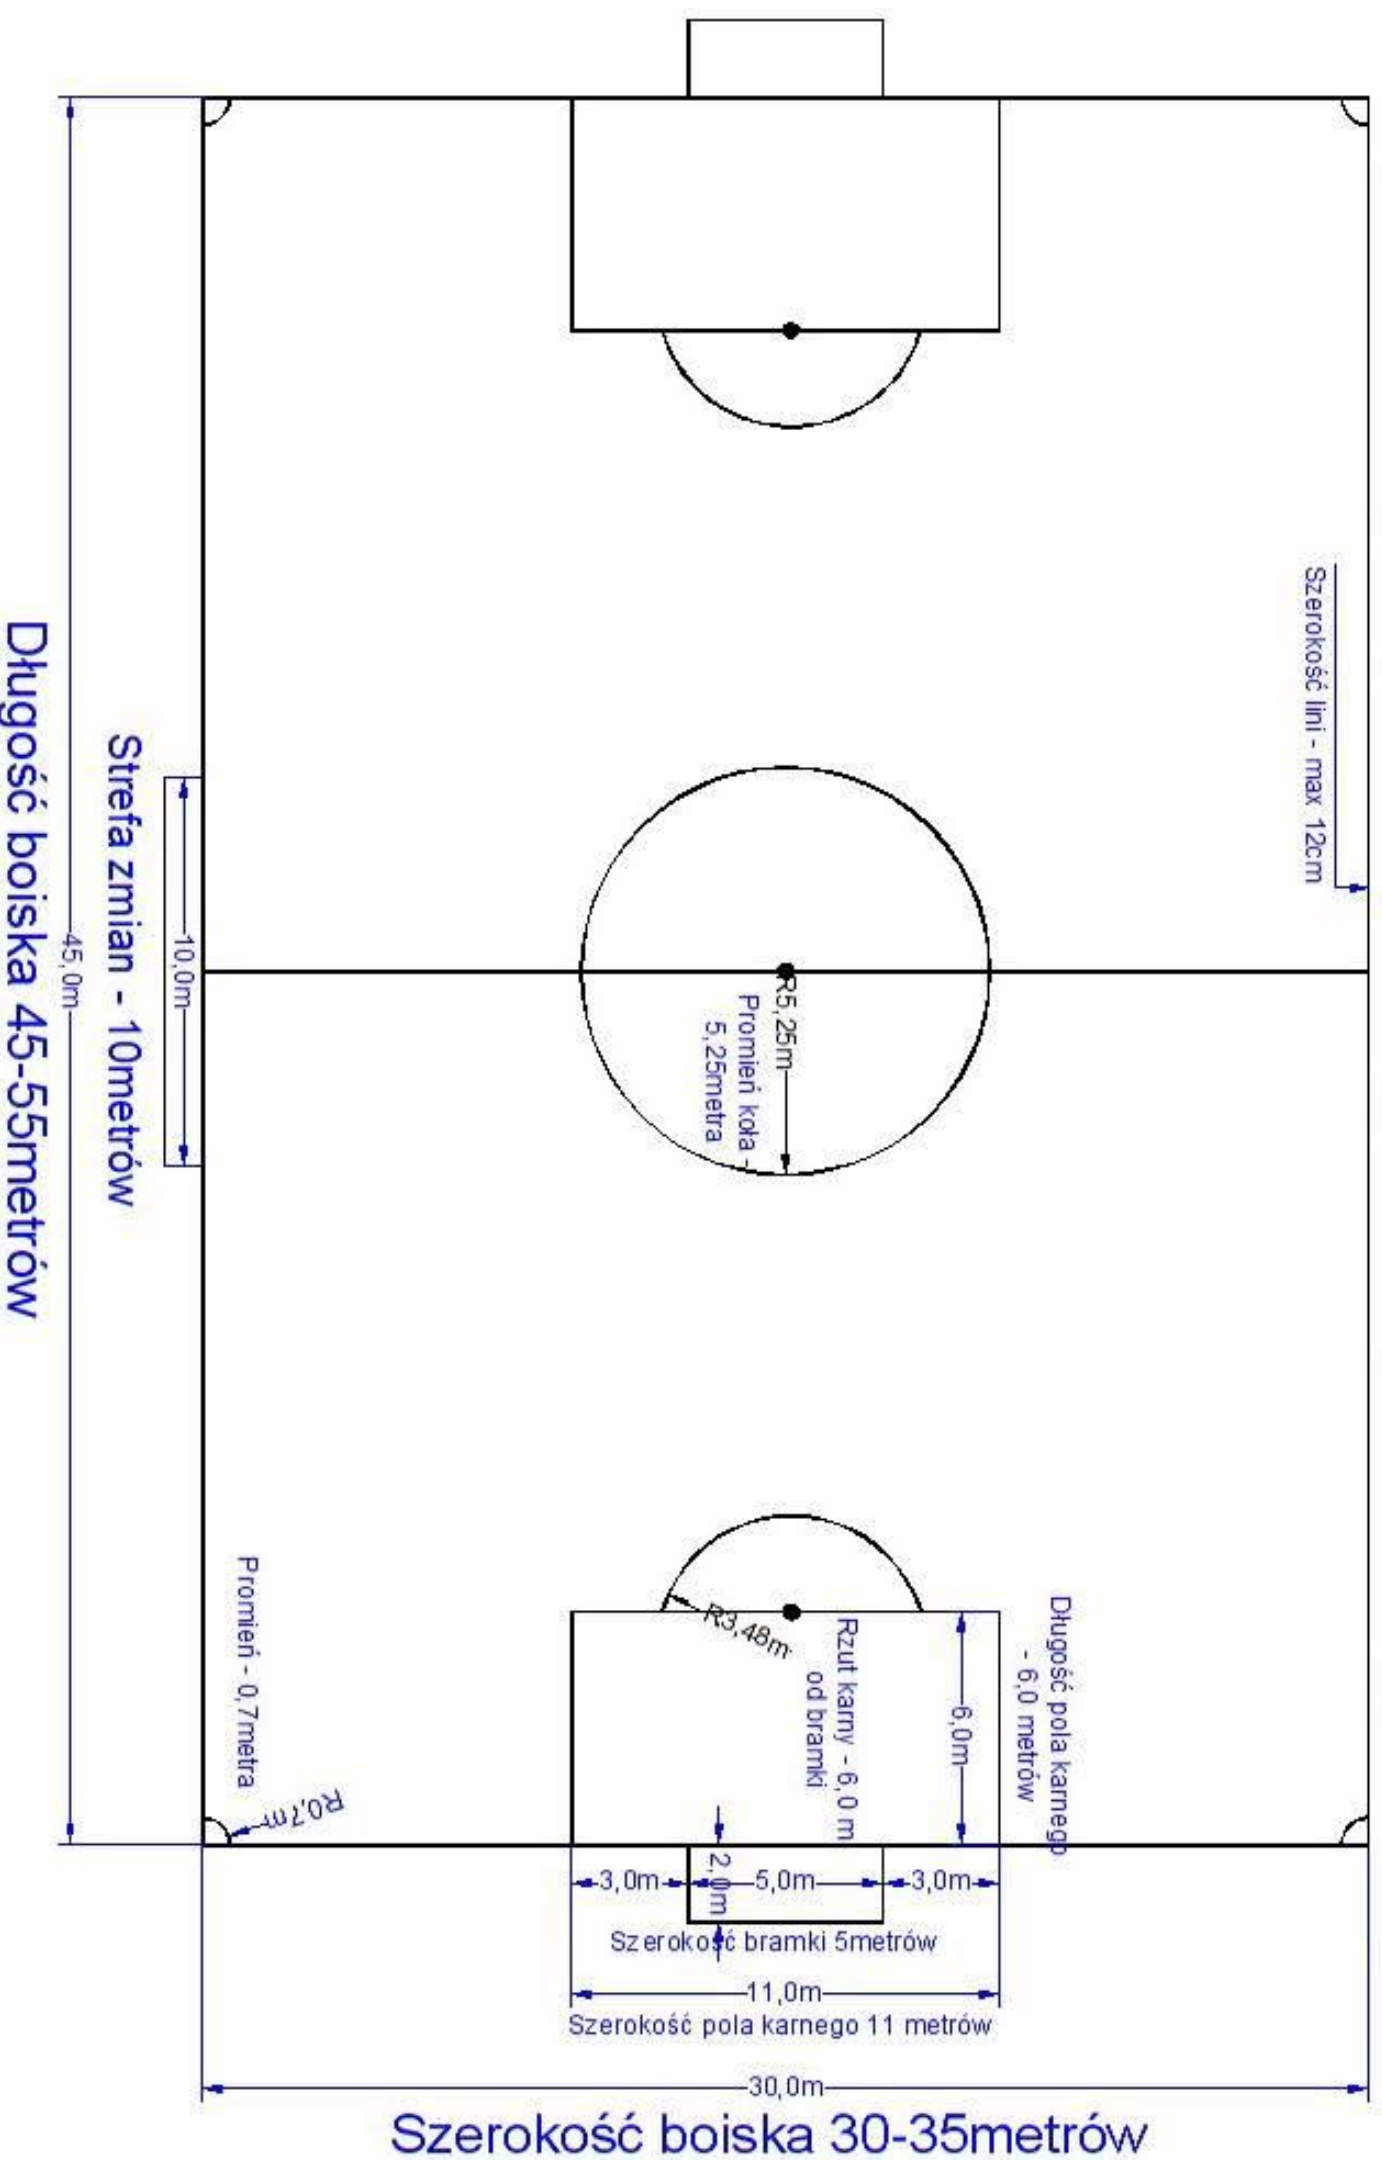 Szerokość lini - max 12cm
Długość boiska 45-55metrów
45,0m
Strefa zmian - 10metrów
10,0m
R5,25m
Promień koła -
5,25metra
Długość pola karnego
- 6,0 metrów
6,0m
Rzut karny - 6,0 m
od bramki
R3,48m
Promień - 0,7metra
R0,7m
2,0m
3,0m
5,0m
3,0m
Szerokość bramki 5metrów
11,0m
Szerokość pola karnego 11 metrów
30,0m
Szerokość boiska 30-35metrów